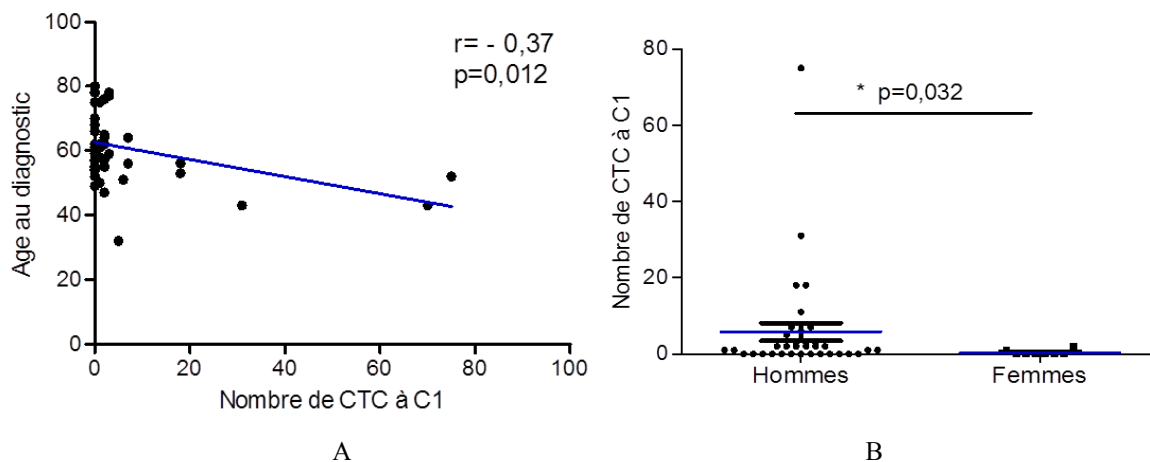 100
80
60
40
20
0
Age au diagnostic
r= - 0,37
p=0,012
0 20 40 60 80 100
Nombre de CTC à C1
A
80
60
40
20
0
Nombre de CTC à C1
* p=0,032
Hommes Femmes
B